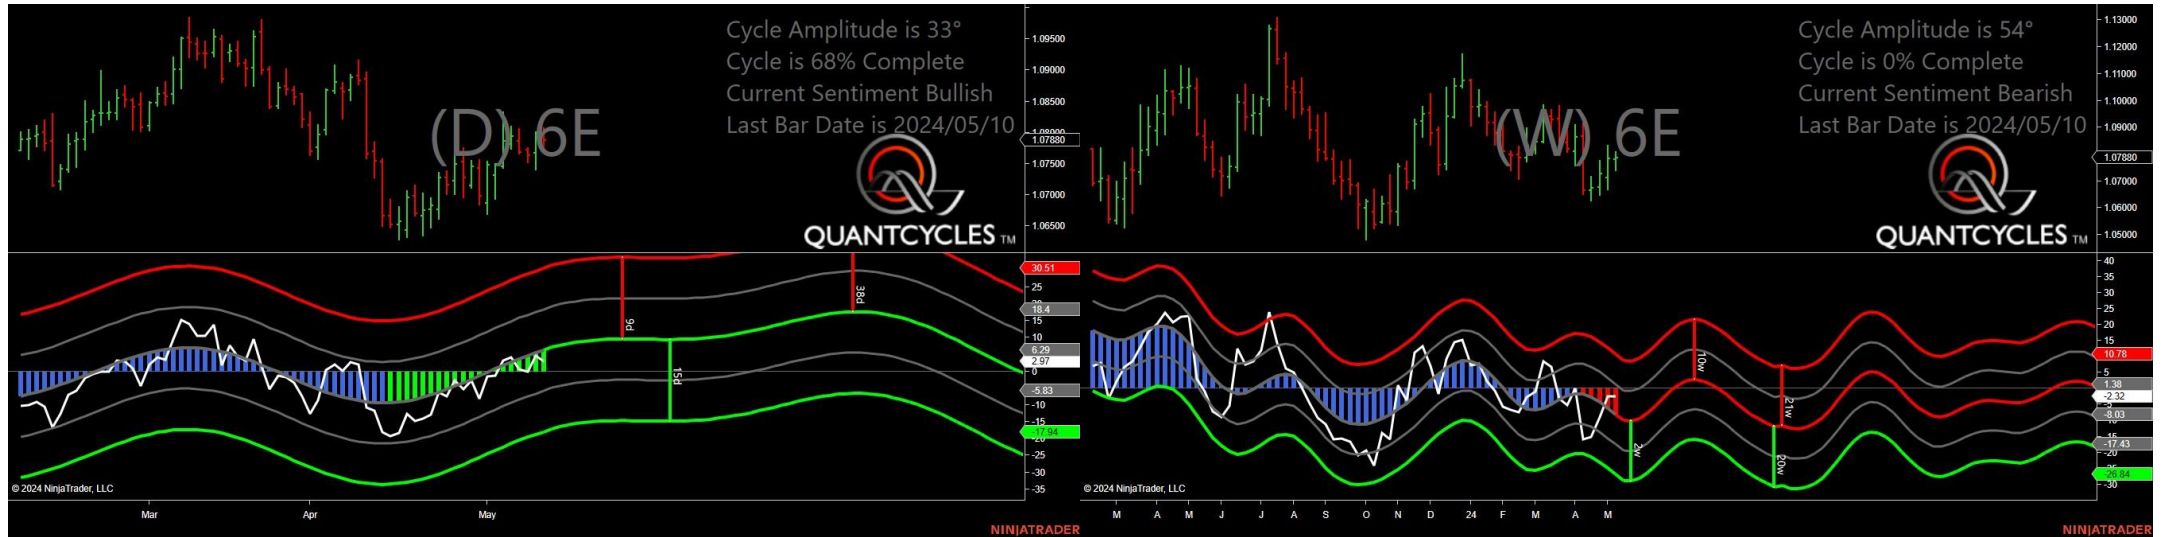 Cycle Amplitude is 33°
Cycle is 68% Complete
Current Sentiment Bullish
Last Bar Date is 2024/05/10
(D) 6E
QUANTCYCLES TM
1.09500
1.09000
1.08500
1.08000
1.07880
1.07500
1.07000
1.06500
9d
38d
15d
30.51
25
18.4
15
10
6.29
2.97
0
-5.83
-10
-15
-17.94
-20
-25
-30
-35
© 2024 NinjaTrader, LLC
Mar
Apr
May
NINJATRADER
Cycle Amplitude is 54°
Cycle is 0% Complete
Current Sentiment Bearish
Last Bar Date is 2024/05/10
(W) 6E
QUANTCYCLES TM
1.13000
1.12000
1.11000
1.10000
1.09000
1.07880
1.07000
1.06000
1.05000
10w
21w
2w
20w
40
35
30
25
20
15
10.78
5
1.38
-2.32
-8.03
-15
-17.43
-20
-26.84
-30
© 2024 NinjaTrader, LLC
M A M J J A S O N D 24 F M A M
NINJATRADER